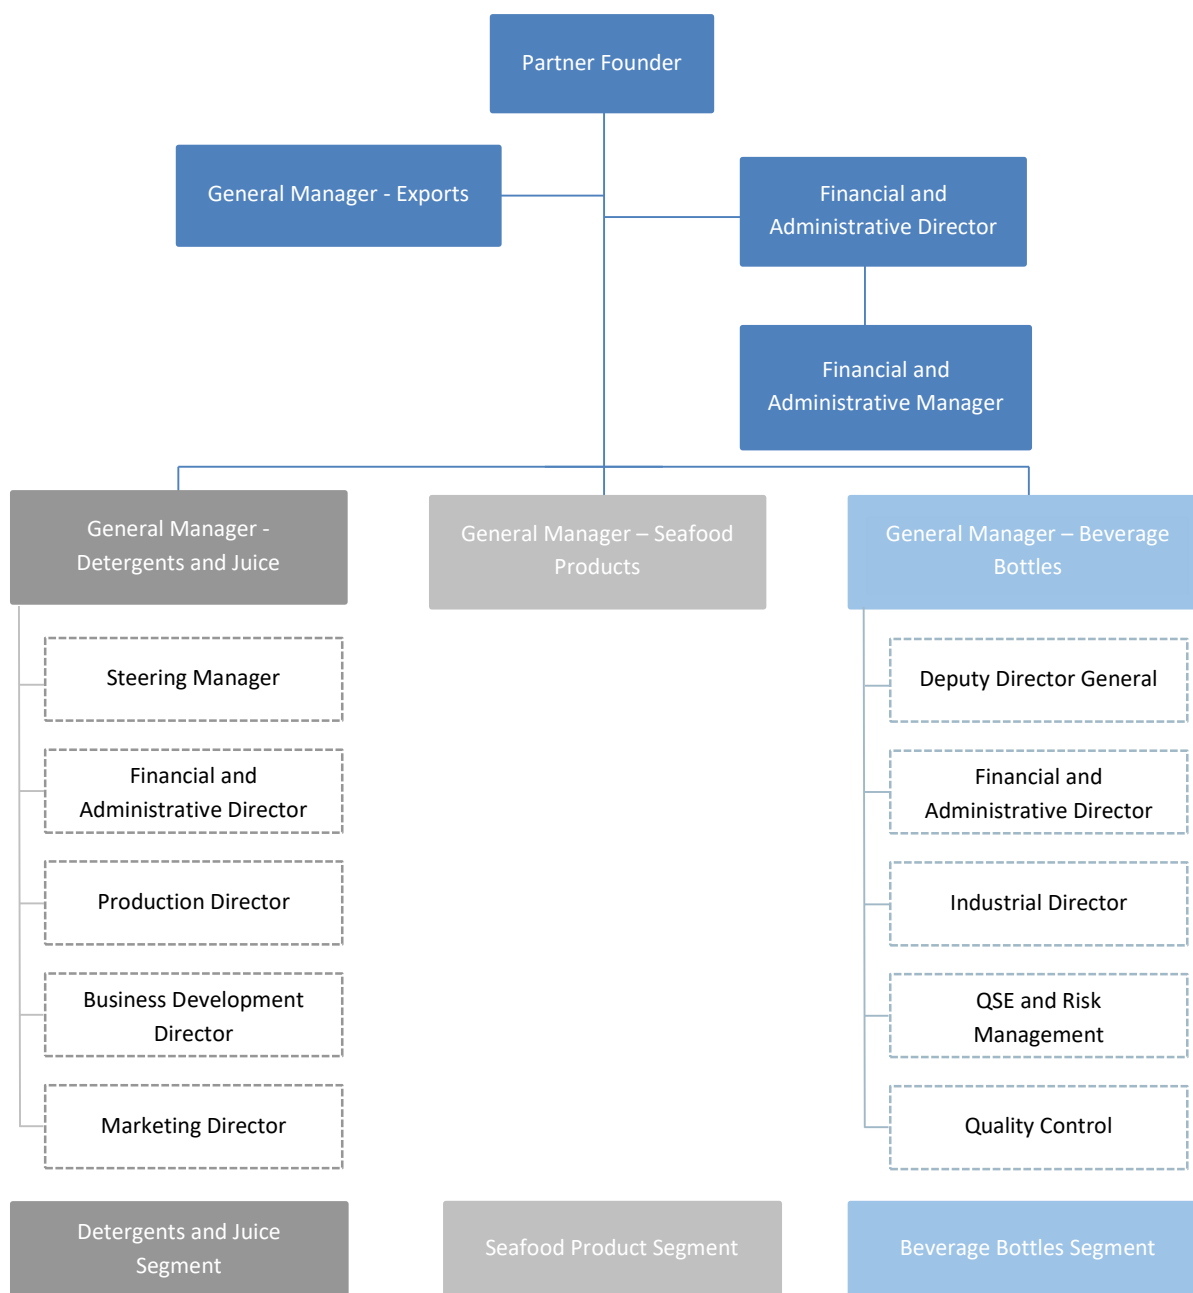 Partner Founder
General Manager - Exports
Financial and
Administrative Director
Financial and
Administrative Manager
General Manager -
Detergents and Juice
General Manager – Seafood
Products
General Manager – Beverage
Bottles
Steering Manager
Financial and
Administrative Director
Production Director
Business Development
Director
Marketing Director
Deputy Director General
Financial and
Administrative Director
Industrial Director
QSE and Risk
Management
Quality Control
Detergents and Juice
Segment
Seafood Product Segment
Beverage Bottles Segment